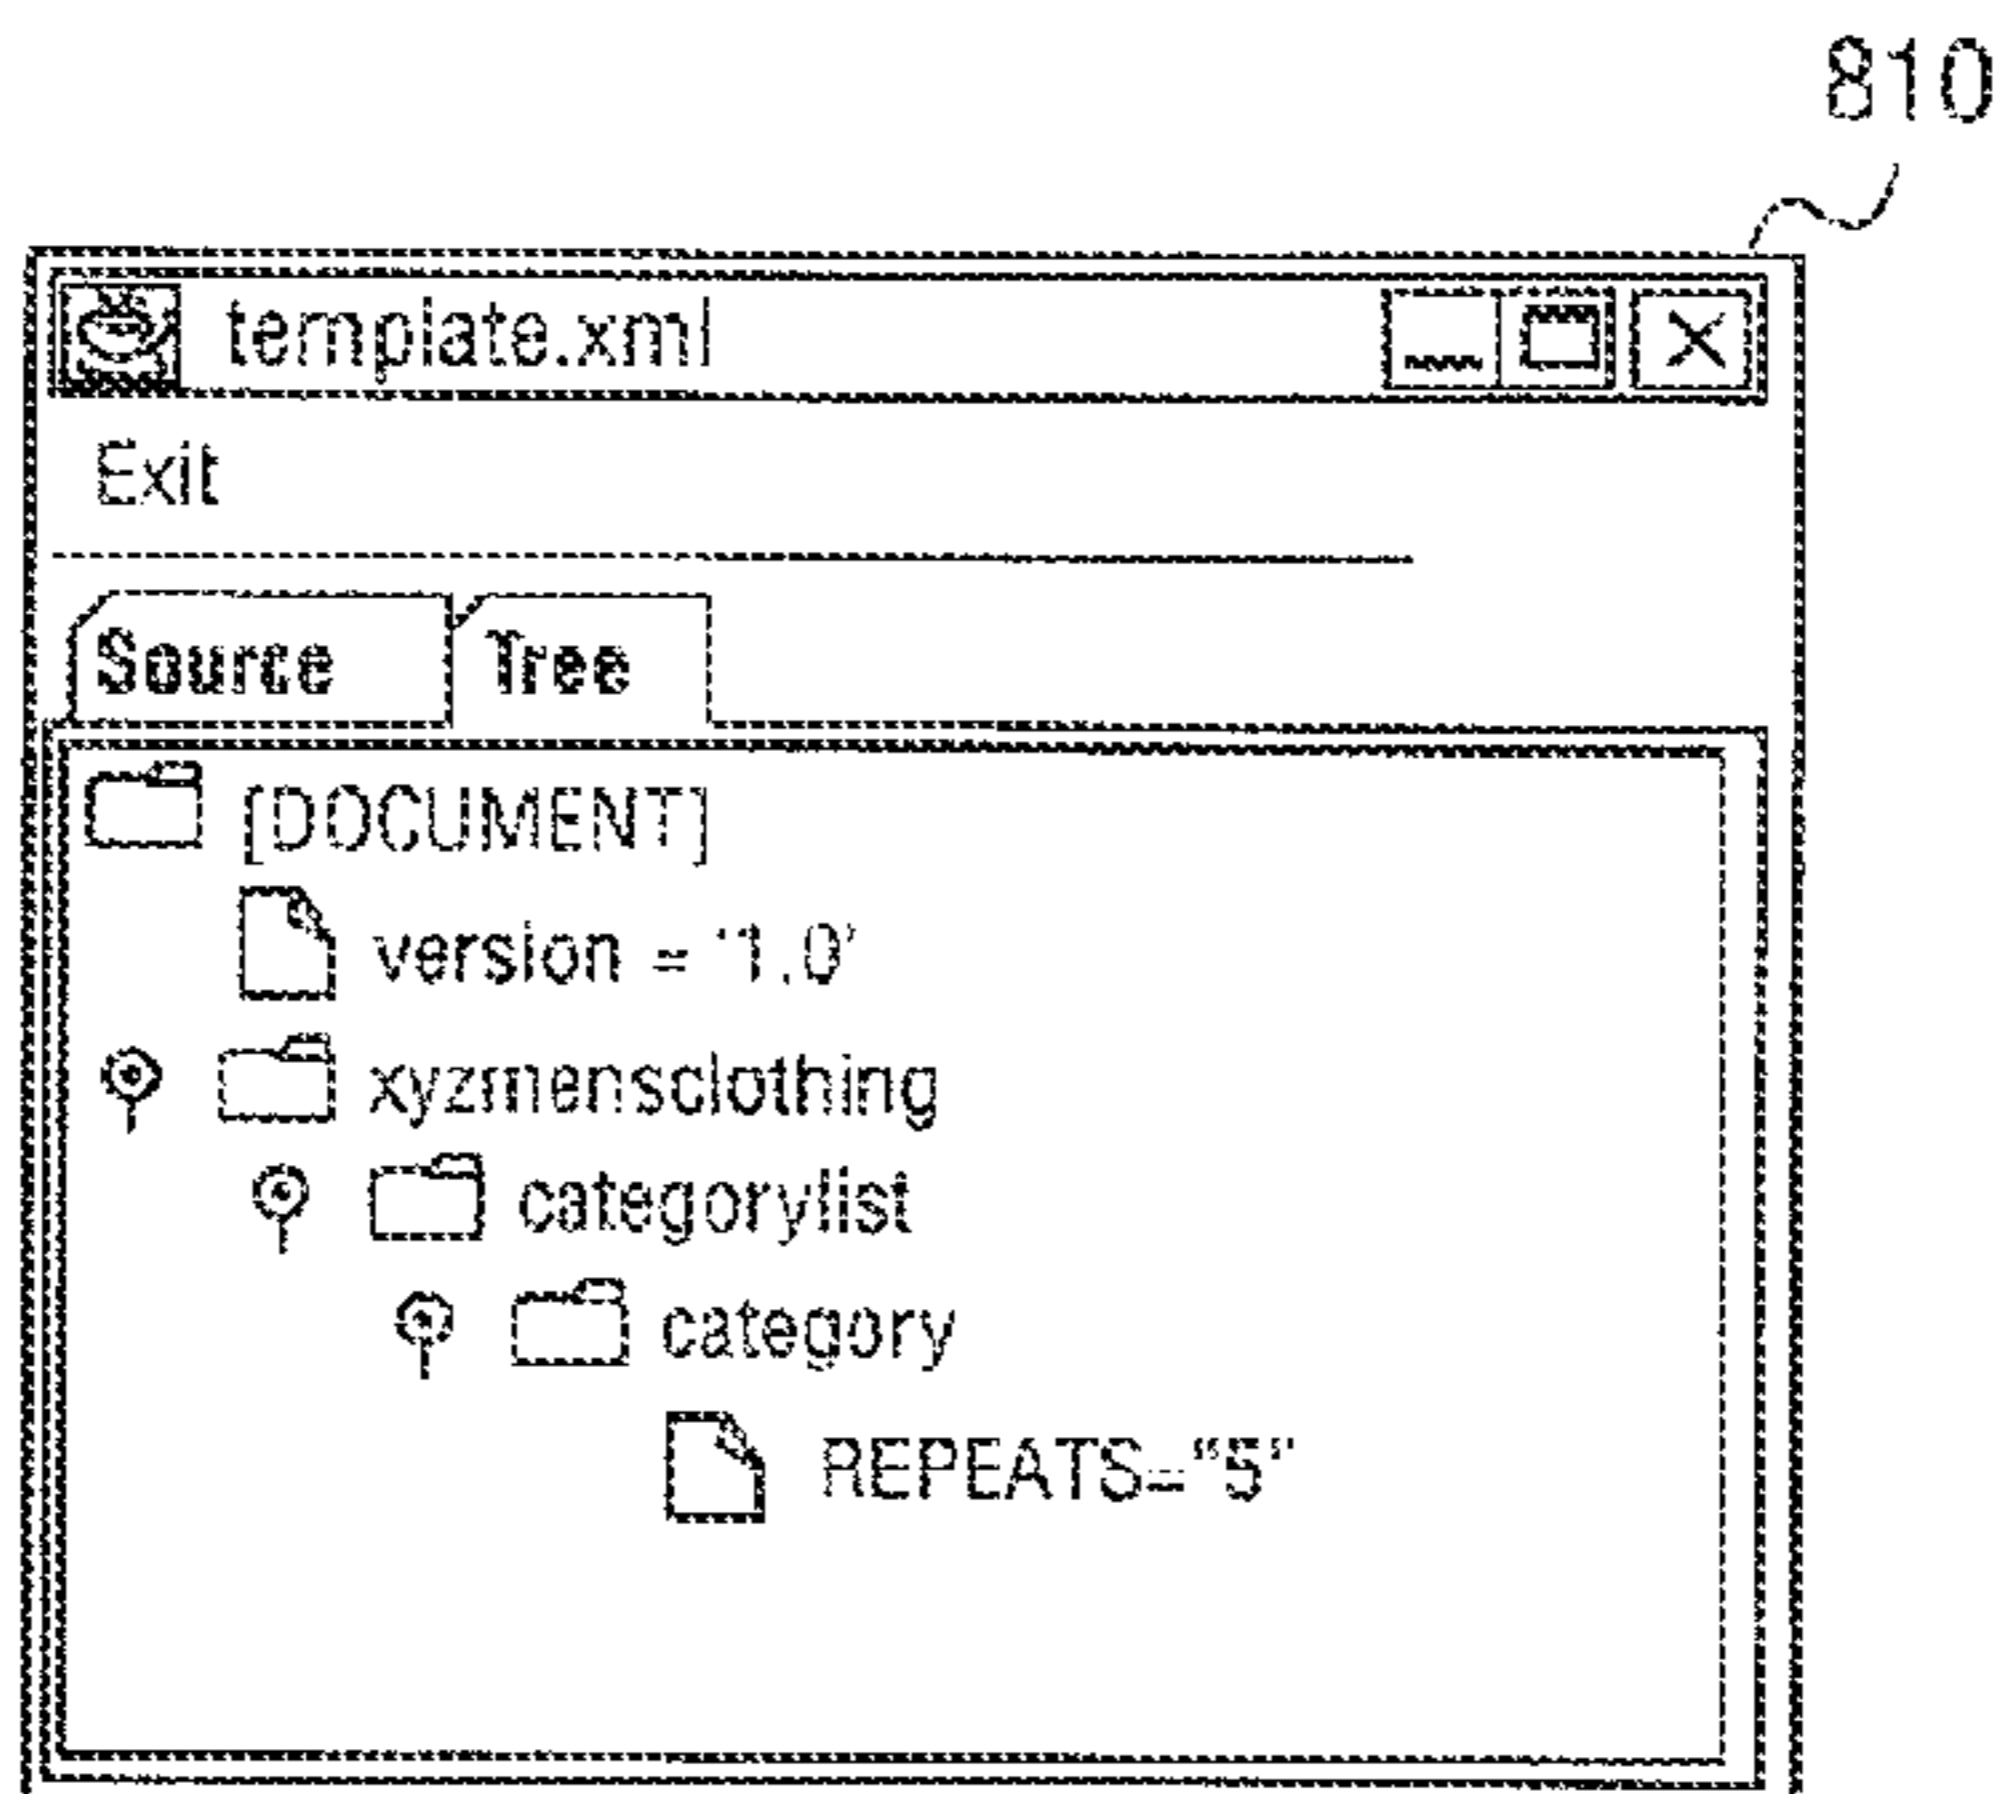 810
template.xml
Exit
Source Tree
[DOCUMENT]
version = '1.0'
xyzmensclothing
categorylist
category
REPEATS="5"